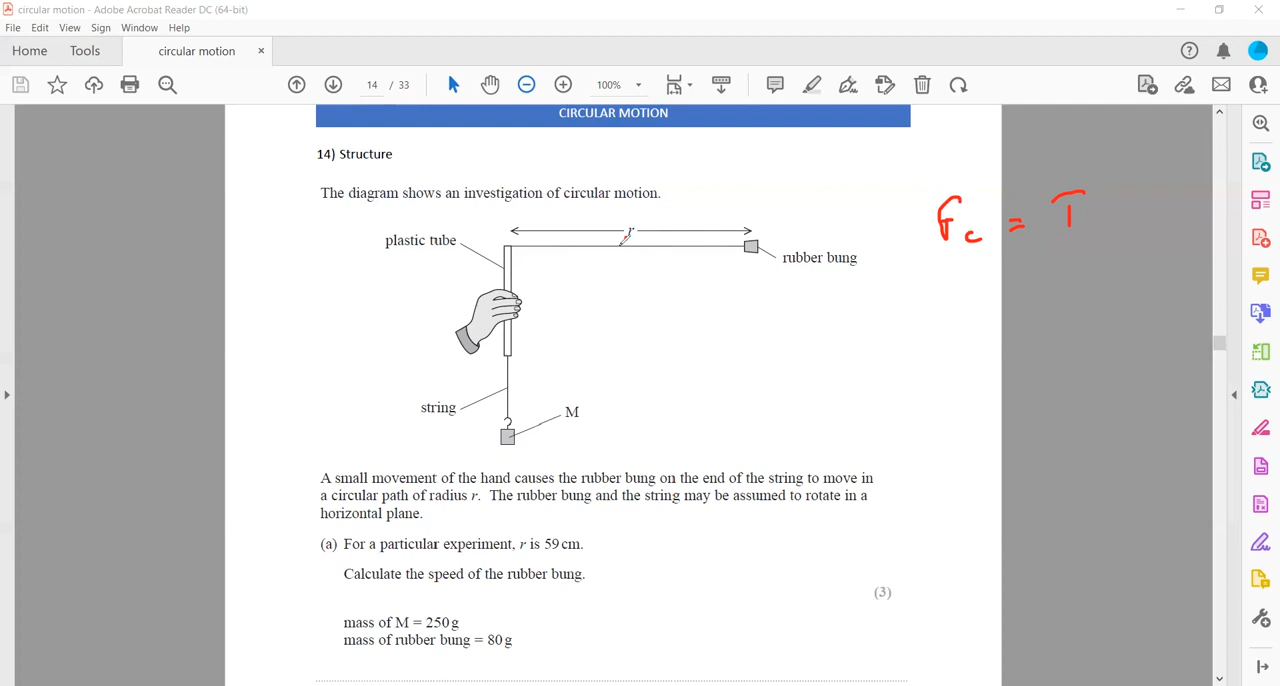 circular motion - Adobe Acrobat Reader DC (64-bit)
File Edit View Sign Window Help
Home Tools circular motion ×
14 / 33 100%
CIRCULAR MOTION
14) Structure
The diagram shows an investigation of circular motion.
Fc = T
r
plastic tube
rubber bung
string
M
A small movement of the hand causes the rubber bung on the end of the string to move in
a circular path of radius r. The rubber bung and the string may be assumed to rotate in a
horizontal plane.
(a) For a particular experiment, r is 59 cm.
Calculate the speed of the rubber bung.
(3)
mass of M = 250 g
mass of rubber bung = 80 g